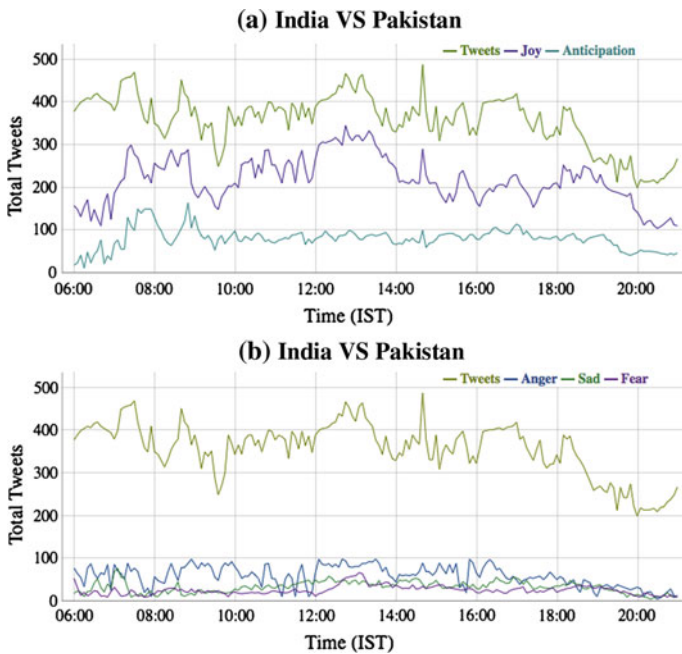 (a) India VS Pakistan
Tweets Joy Anticipation
500
400
300
200
100
0
Total Tweets
06:00 08:00 10:00 12:00 14:00 16:00 18:00 20:00
Time (IST)
(b) India VS Pakistan
Tweets Anger Sad Fear
500
400
300
200
100
0
Total Tweets
06:00 08:00 10:00 12:00 14:00 16:00 18:00 20:00
Time (IST)